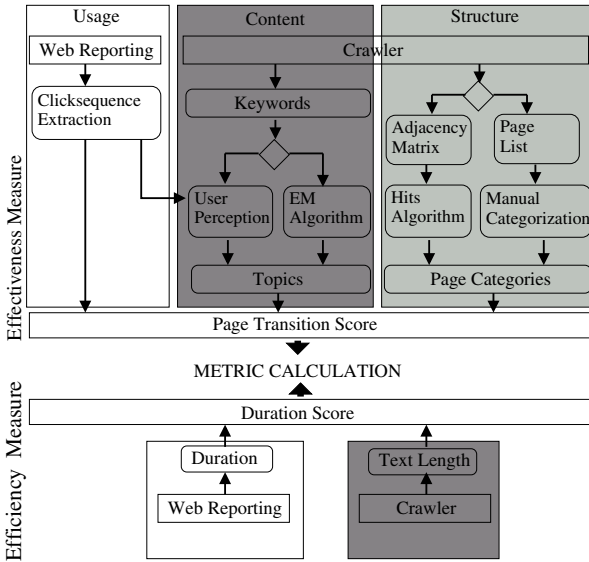 Usage
Content
Structure
Web Reporting
Crawler
Clicksequence
Extraction
Keywords
Adjacency
Matrix
Page
List
User
Perception
EM
Algorithm
Hits
Algorithm
Manual
Categorization
Topics
Page Categories
Effectiveness Measure
Page Transition Score
METRIC CALCULATION
Duration Score
Efficiency Measure
Duration
Text Length
Web Reporting
Crawler